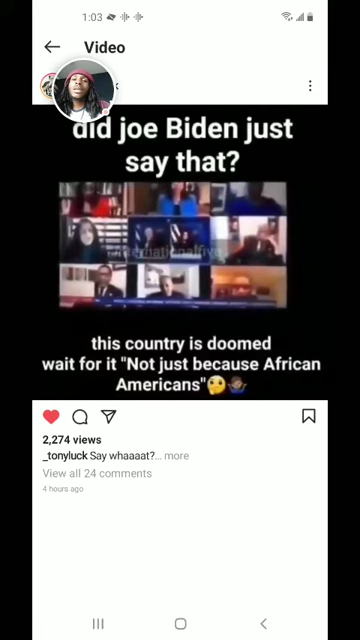 1:03
Video
did joe Biden just
say that?
this country is doomed
wait for it "Not just because African
Americans"🤔🤷🏾‍♂️
2,274 views
_tonyluck Say whaaaat?... more
View all 24 comments
4 hours ago